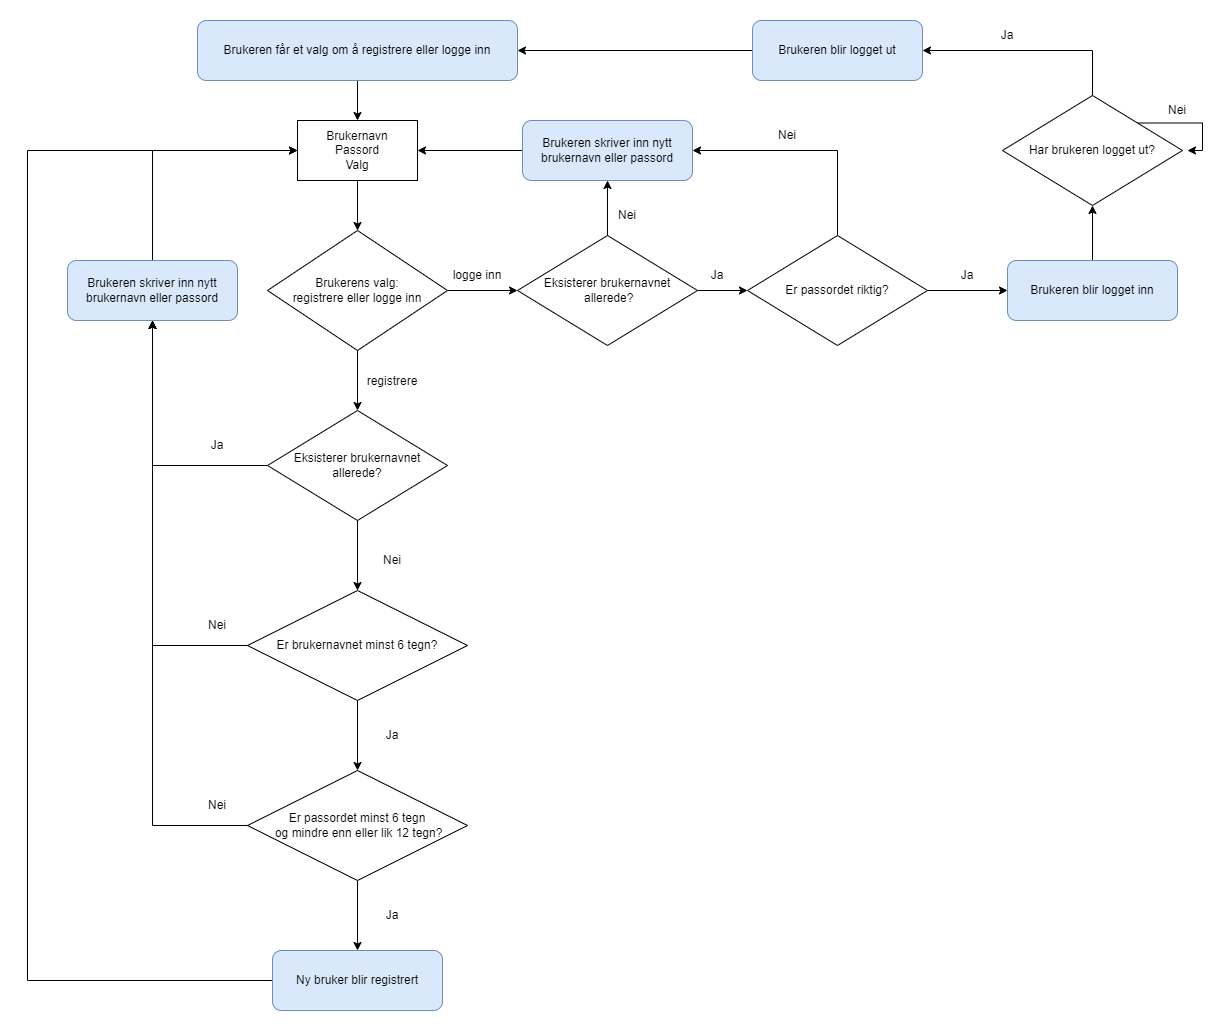 Brukeren får et valg om å registrere eller logge inn
Brukeren blir logget ut
Ja
Nei
Brukernavn
Passord
Valg
Brukeren skriver inn nytt
brukernavn eller passord
Nei
Har brukeren logget ut?
Nei
Brukeren skriver inn nytt
brukernavn eller passord
Brukerens valg:
registrere eller logge inn
logge inn
Eksisterer brukernavnet
allerede?
Ja
Er passordet riktig?
Ja
Brukeren blir logget inn
registrere
Ja
Eksisterer brukernavnet
allerede?
Nei
Nei
Er brukernavnet minst 6 tegn?
Ja
Nei
Er passordet minst 6 tegn
og mindre enn eller lik 12 tegn?
Ja
Ny bruker blir registrert